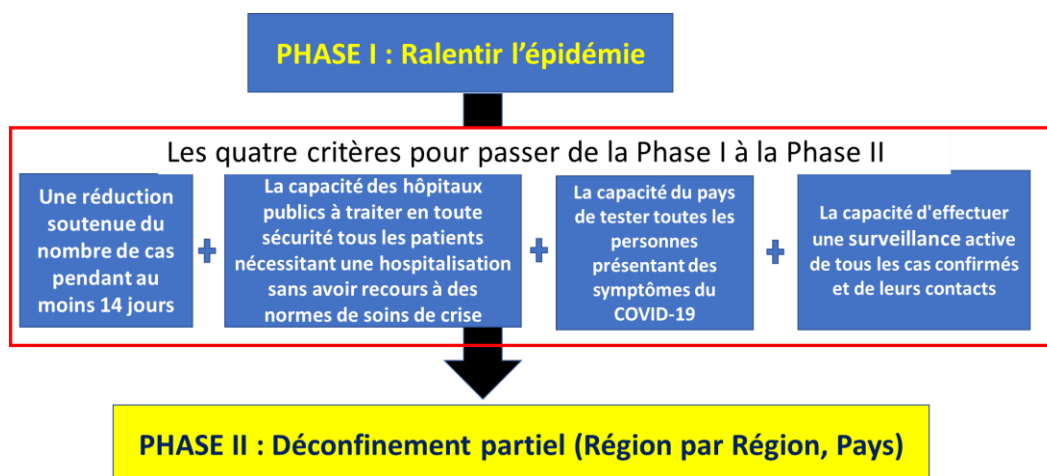 PHASE I : Ralentir l’épidémie
Les quatre critères pour passer de la Phase I à la Phase II
Une réduction
soutenue du
nombre de cas
pendant au
moins 14 jours
+
La capacité des hôpitaux
publics à traiter en toute
sécurité tous les patients
nécessitant une hospitalisation
sans avoir recours à des
normes de soins de crise
+
La capacité du pays
de tester toutes les
personnes
présentant des
symptômes du
COVID-19
+
La capacité d'effectuer
une surveillance active
de tous les cas confirmés
et de leurs contacts
PHASE II : Déconfinement partiel (Région par Région, Pays)